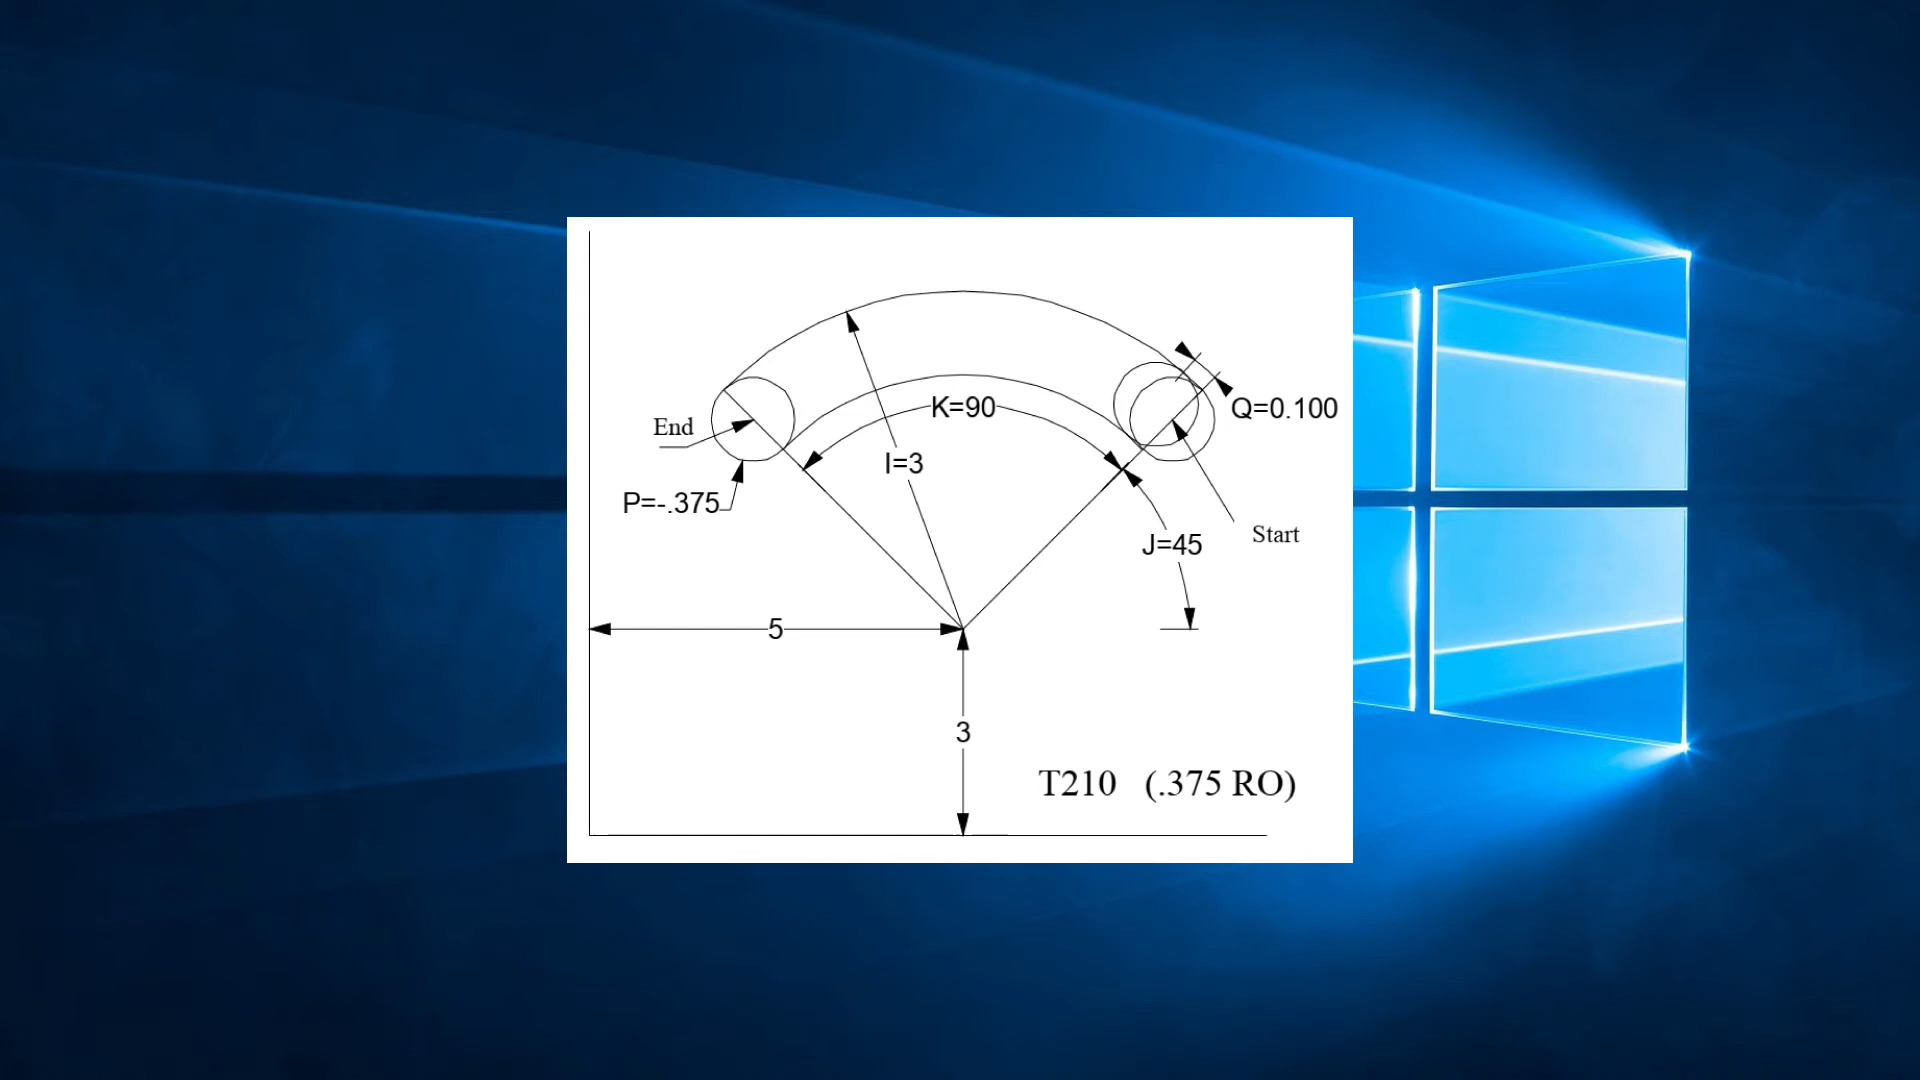 K=90
Q=0.100
End
I=3
P=-.375
Start
J=45
5
3
T210 (.375 RO)